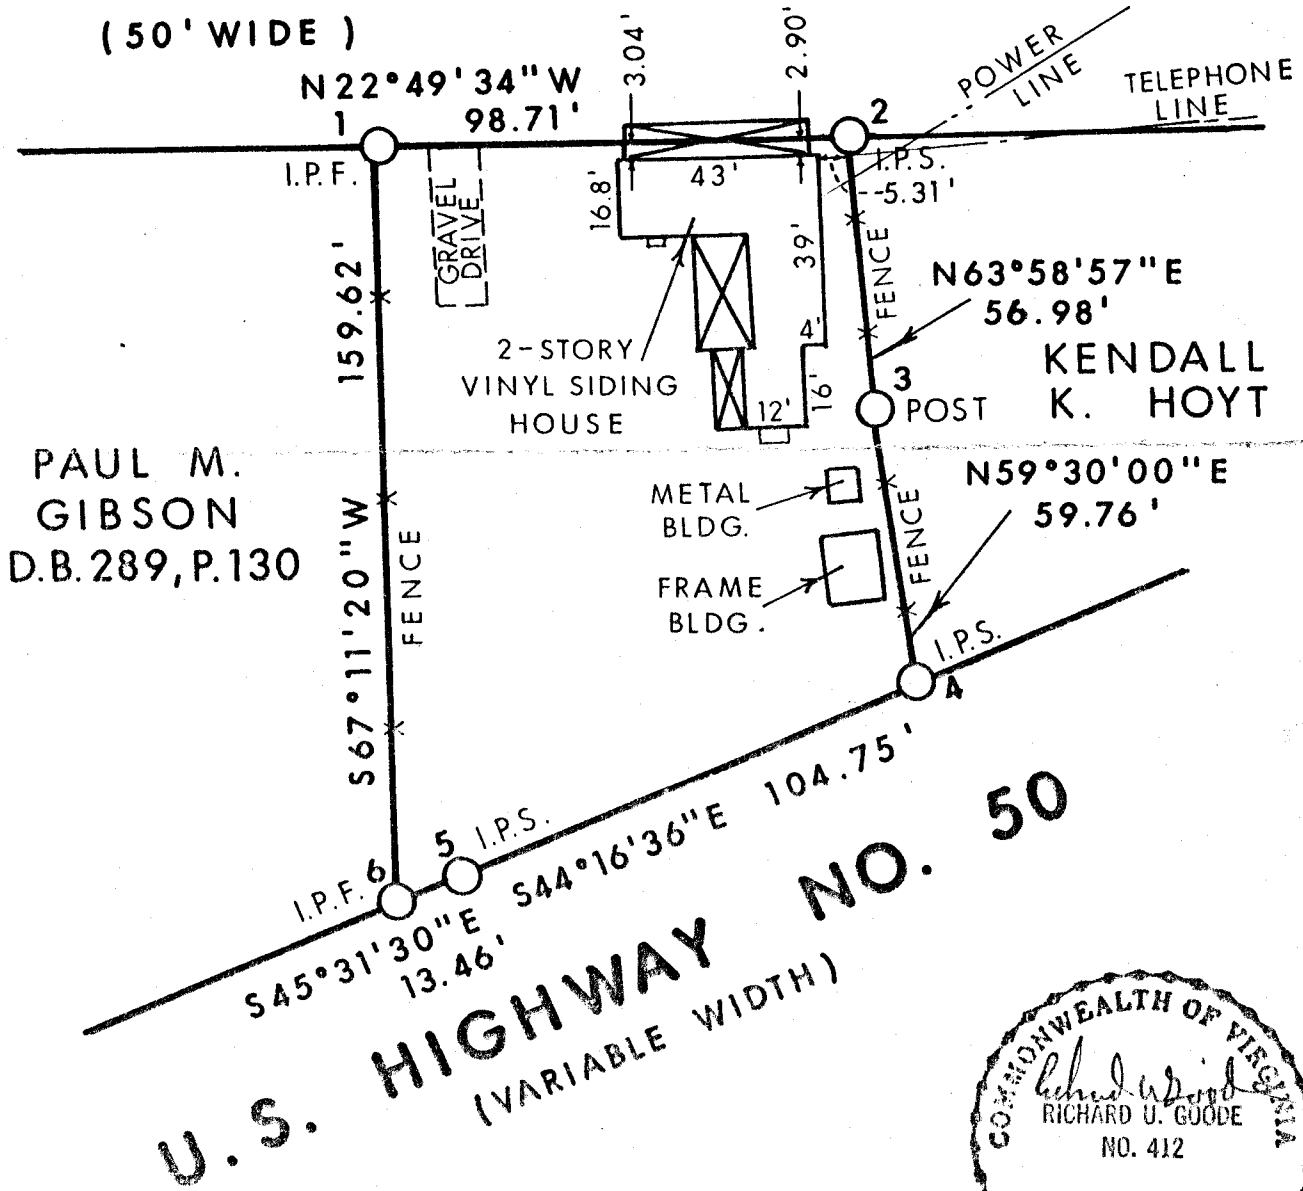 (50' WIDE )
N22°49'34"W
98.71'
3.04'
2.90'
POWER
LINE
TELEPHONE
LINE
1
2
I.P.F.
I.P.S.
5.31'
GRAVEL
DRIVE
16.8'
43'
39'
FENCE
N63°58'57"E
56.98'
159.62'
2-STORY
VINYL SIDING
HOUSE
4'
16'
12'
3
POST
KENDALL
K. HOYT
PAUL M.
GIBSON
D.B.289, P.130
METAL
BLDG.
N59°30'00"E
59.76'
S67°11'20"W
FENCE
FRAME
BLDG.
FENCE
I.P.S.
4
5
I.P.S.
6
I.P.F.
S44°16'36"E 104.75'
S45°31'30"E
13.46'
U.S. HIGHWAY NO. 50
(VARIABLE WIDTH)
COMMONWEALTH OF VIRGINIA
RICHARD U. GOODE
NO. 412